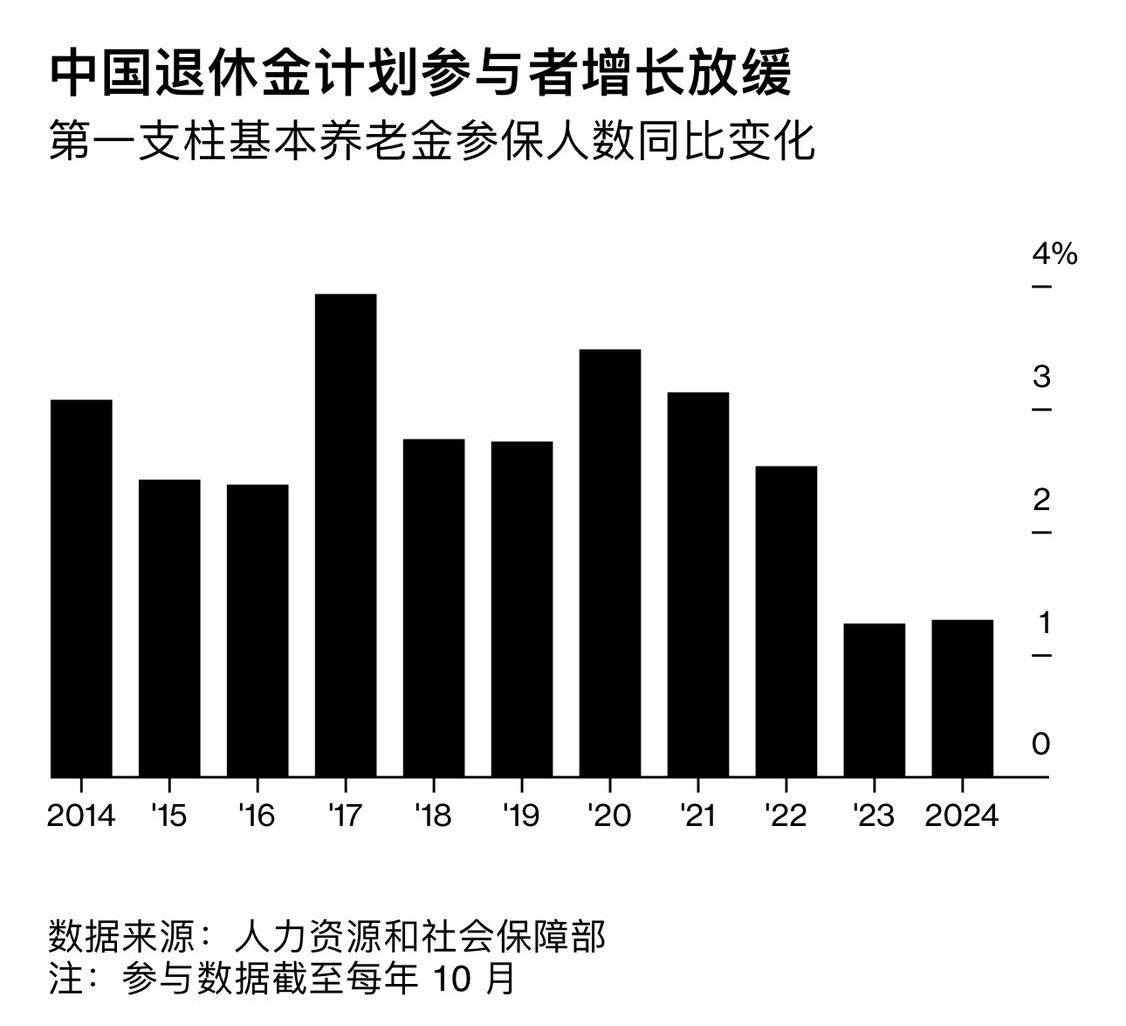 中国退休金计划参与者增长放缓
第一支柱基本养老金参保人数同比变化
4%
3
2
1
0
2014 '15 '16 '17 '18 '19 '20 '21 '22 '23 2024
数据来源：人力资源和社会保障部
注：参与数据截至每年 10 月